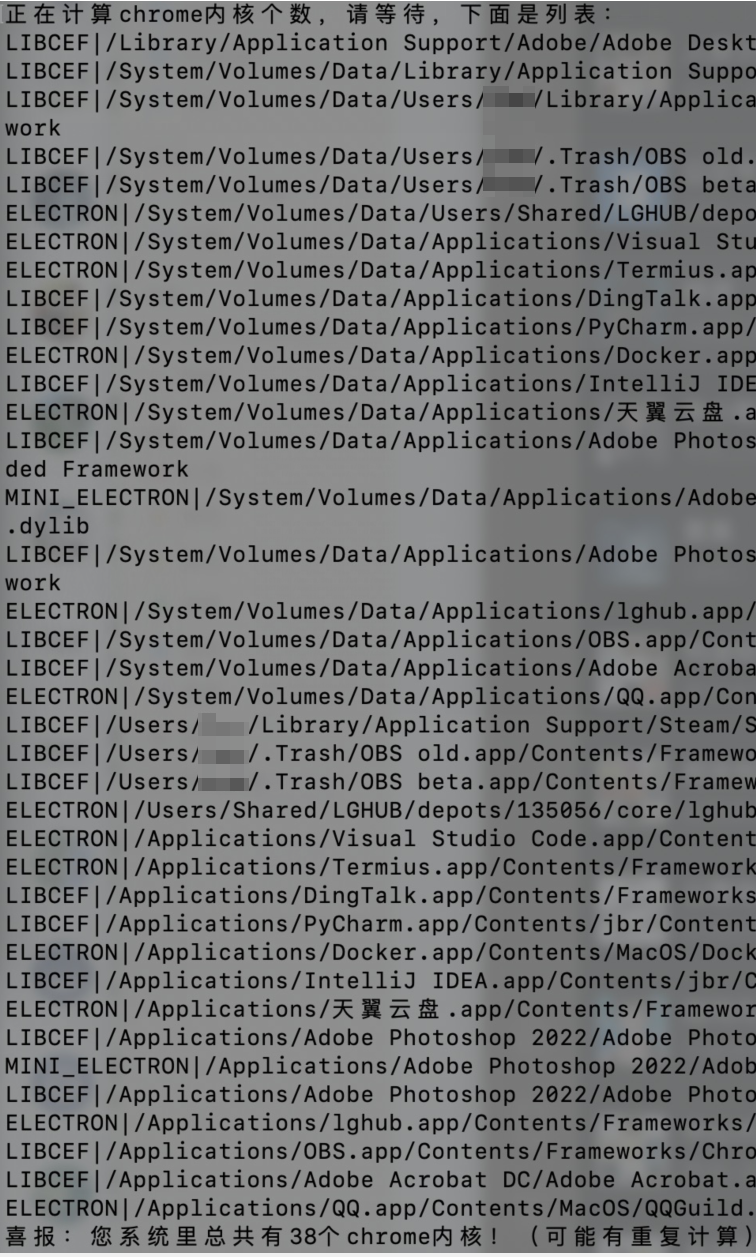 正在计算chrome内核个数，请等待，下面是列表：
LIBCEF|/Library/Application Support/Adobe/Adobe Deskt
LIBCEF|/System/Volumes/Data/Library/Application Suppo
LIBCEF|/System/Volumes/Data/Users/ /Library/Applica
work
LIBCEF|/System/Volumes/Data/Users/ /.Trash/OBS old.
LIBCEF|/System/Volumes/Data/Users/ /.Trash/OBS beta
ELECTRON|/System/Volumes/Data/Users/Shared/LGHUB/depo
ELECTRON|/System/Volumes/Data/Applications/Visual Stu
ELECTRON|/System/Volumes/Data/Applications/Termius.ap
LIBCEF|/System/Volumes/Data/Applications/DingTalk.app
LIBCEF|/System/Volumes/Data/Applications/PyCharm.app/
ELECTRON|/System/Volumes/Data/Applications/Docker.app
LIBCEF|/System/Volumes/Data/Applications/IntelliJ IDE
ELECTRON|/System/Volumes/Data/Applications/天翼云盘.a
LIBCEF|/System/Volumes/Data/Applications/Adobe Photos
ded Framework
MINI_ELECTRON|/System/Volumes/Data/Applications/Adobe
.dylib
LIBCEF|/System/Volumes/Data/Applications/Adobe Photos
work
ELECTRON|/System/Volumes/Data/Applications/lghub.app/
LIBCEF|/System/Volumes/Data/Applications/OBS.app/Cont
LIBCEF|/System/Volumes/Data/Applications/Adobe Acroba
ELECTRON|/System/Volumes/Data/Applications/QQ.app/Con
LIBCEF|/Users/ /Library/Application Support/Steam/S
LIBCEF|/Users/ /.Trash/OBS old.app/Contents/Framewo
LIBCEF|/Users/ /.Trash/OBS beta.app/Contents/Framew
ELECTRON|/Users/Shared/LGHUB/depots/135056/core/lghub
ELECTRON|/Applications/Visual Studio Code.app/Content
ELECTRON|/Applications/Termius.app/Contents/Framework
LIBCEF|/Applications/DingTalk.app/Contents/Frameworks
LIBCEF|/Applications/PyCharm.app/Contents/jbr/Content
ELECTRON|/Applications/Docker.app/Contents/MacOS/Dock
LIBCEF|/Applications/IntelliJ IDEA.app/Contents/jbr/C
ELECTRON|/Applications/天翼云盘.app/Contents/Framewor
LIBCEF|/Applications/Adobe Photoshop 2022/Adobe Photo
MINI_ELECTRON|/Applications/Adobe Photoshop 2022/Adob
LIBCEF|/Applications/Adobe Photoshop 2022/Adobe Photo
ELECTRON|/Applications/lghub.app/Contents/Frameworks/
LIBCEF|/Applications/OBS.app/Contents/Frameworks/Chro
LIBCEF|/Applications/Adobe Acrobat DC/Adobe Acrobat.a
ELECTRON|/Applications/QQ.app/Contents/MacOS/QQGuild.
喜报：您系统里总共有38个chrome内核！（可能有重复计算）